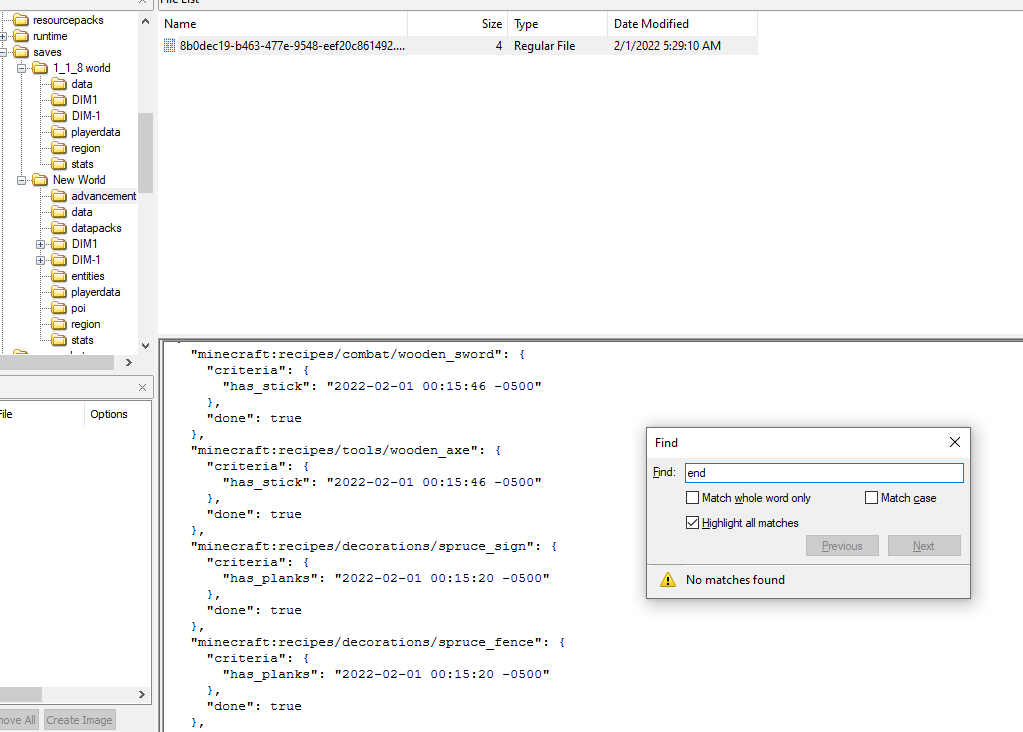 File List
resourcepacks
runtime
saves
1_1_8 world
data
DIM1
DIM-1
playerdata
region
stats
New World
advancement
data
datapacks
DIM1
DIM-1
entities
playerdata
poi
region
stats
Name Size Type Date Modified
8b0dec19-b463-477e-9548-eef20c861492.... 4 Regular File 2/1/2022 5:29:10 AM
File Options
Move All Create Image
"minecraft:recipes/combat/wooden_sword": {
"criteria": {
"has_stick": "2022-02-01 00:15:46 -0500"
},
"done": true
},
"minecraft:recipes/tools/wooden_axe": {
"criteria": {
"has_stick": "2022-02-01 00:15:46 -0500"
},
"done": true
},
"minecraft:recipes/decorations/spruce_sign": {
"criteria": {
"has_planks": "2022-02-01 00:15:20 -0500"
},
"done": true
},
"minecraft:recipes/decorations/spruce_fence": {
"criteria": {
"has_planks": "2022-02-01 00:15:20 -0500"
},
"done": true
},
Find
Find: end
Match whole word only Match case
Highlight all matches
Previous Next
No matches found